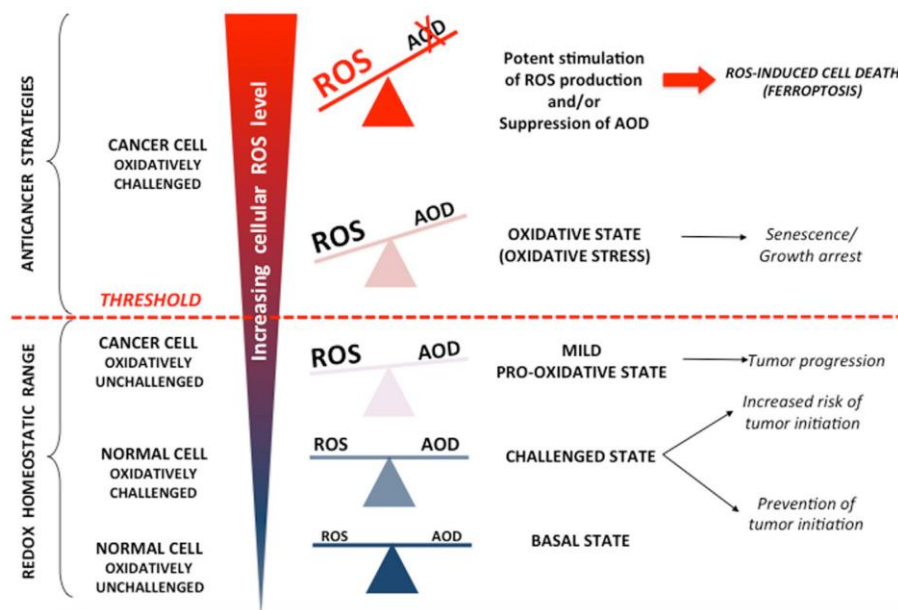 ANTICANCER STRATEGIES
CANCER CELL
OXIDATIVELY
CHALLENGED
THRESHOLD
Increasing cellular ROS level
ROS
AOD
Potent stimulation
of ROS production
and/or
Suppression of AOD
ROS-INDUCED CELL DEATH
(FERROPTOSIS)
ROS
AOD
OXIDATIVE STATE
(OXIDATIVE STRESS)
Senescence/
Growth arrest
REDOX HOMEOSTATIC RANGE
CANCER CELL
OXIDATIVELY
UNCHALLENGED
ROS
AOD
MILD
PRO-OXIDATIVE STATE
Tumor progression
NORMAL CELL
OXIDATIVELY
CHALLENGED
ROS
AOD
CHALLENGED STATE
Increased risk of
tumor initiation
Prevention of
tumor initiation
NORMAL CELL
OXIDATIVELY
UNCHALLENGED
ROS
AOD
BASAL STATE